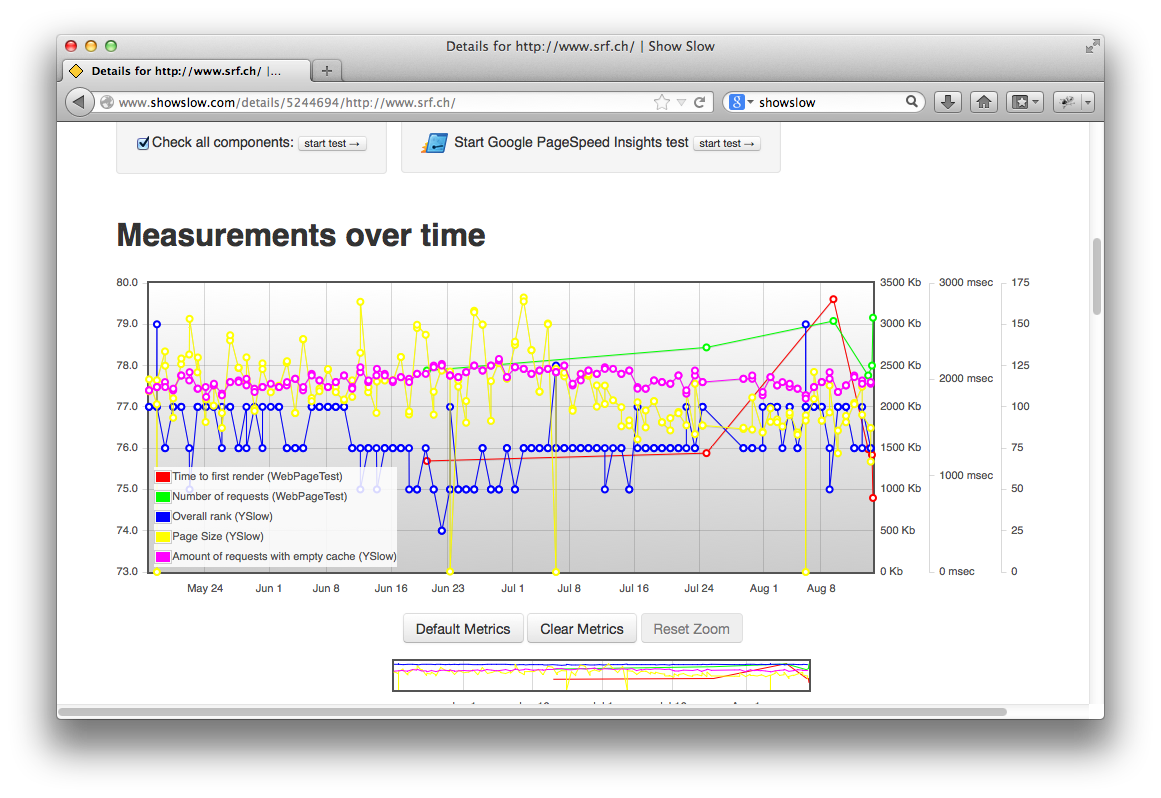 Details for http://www.srf.ch/ | Show Slow
Details for http://www.srf.ch/ |...
www.showslow.com/details/5244694/http://www.srf.ch/
showslow
Check all components: start test →
Start Google PageSpeed Insights test start test →
Measurements over time
80.0 3500 Kb 3000 msec 175
79.0 3000 Kb 150
78.0 2500 Kb 125
2000 msec
77.0 2000 Kb 100
76.0 1500 Kb 75
Time to first render (WebPageTest) 1000 msec
75.0 1000 Kb 50
Number of requests (WebPageTest)
Overall rank (YSlow)
74.0 500 Kb 25
Page Size (YSlow)
Amount of requests with empty cache (YSlow)
73.0 0 Kb 0 msec 0
May 24 Jun 1 Jun 8 Jun 16 Jun 23 Jul 1 Jul 8 Jul 16 Jul 24 Aug 1 Aug 8
Default Metrics Clear Metrics Reset Zoom